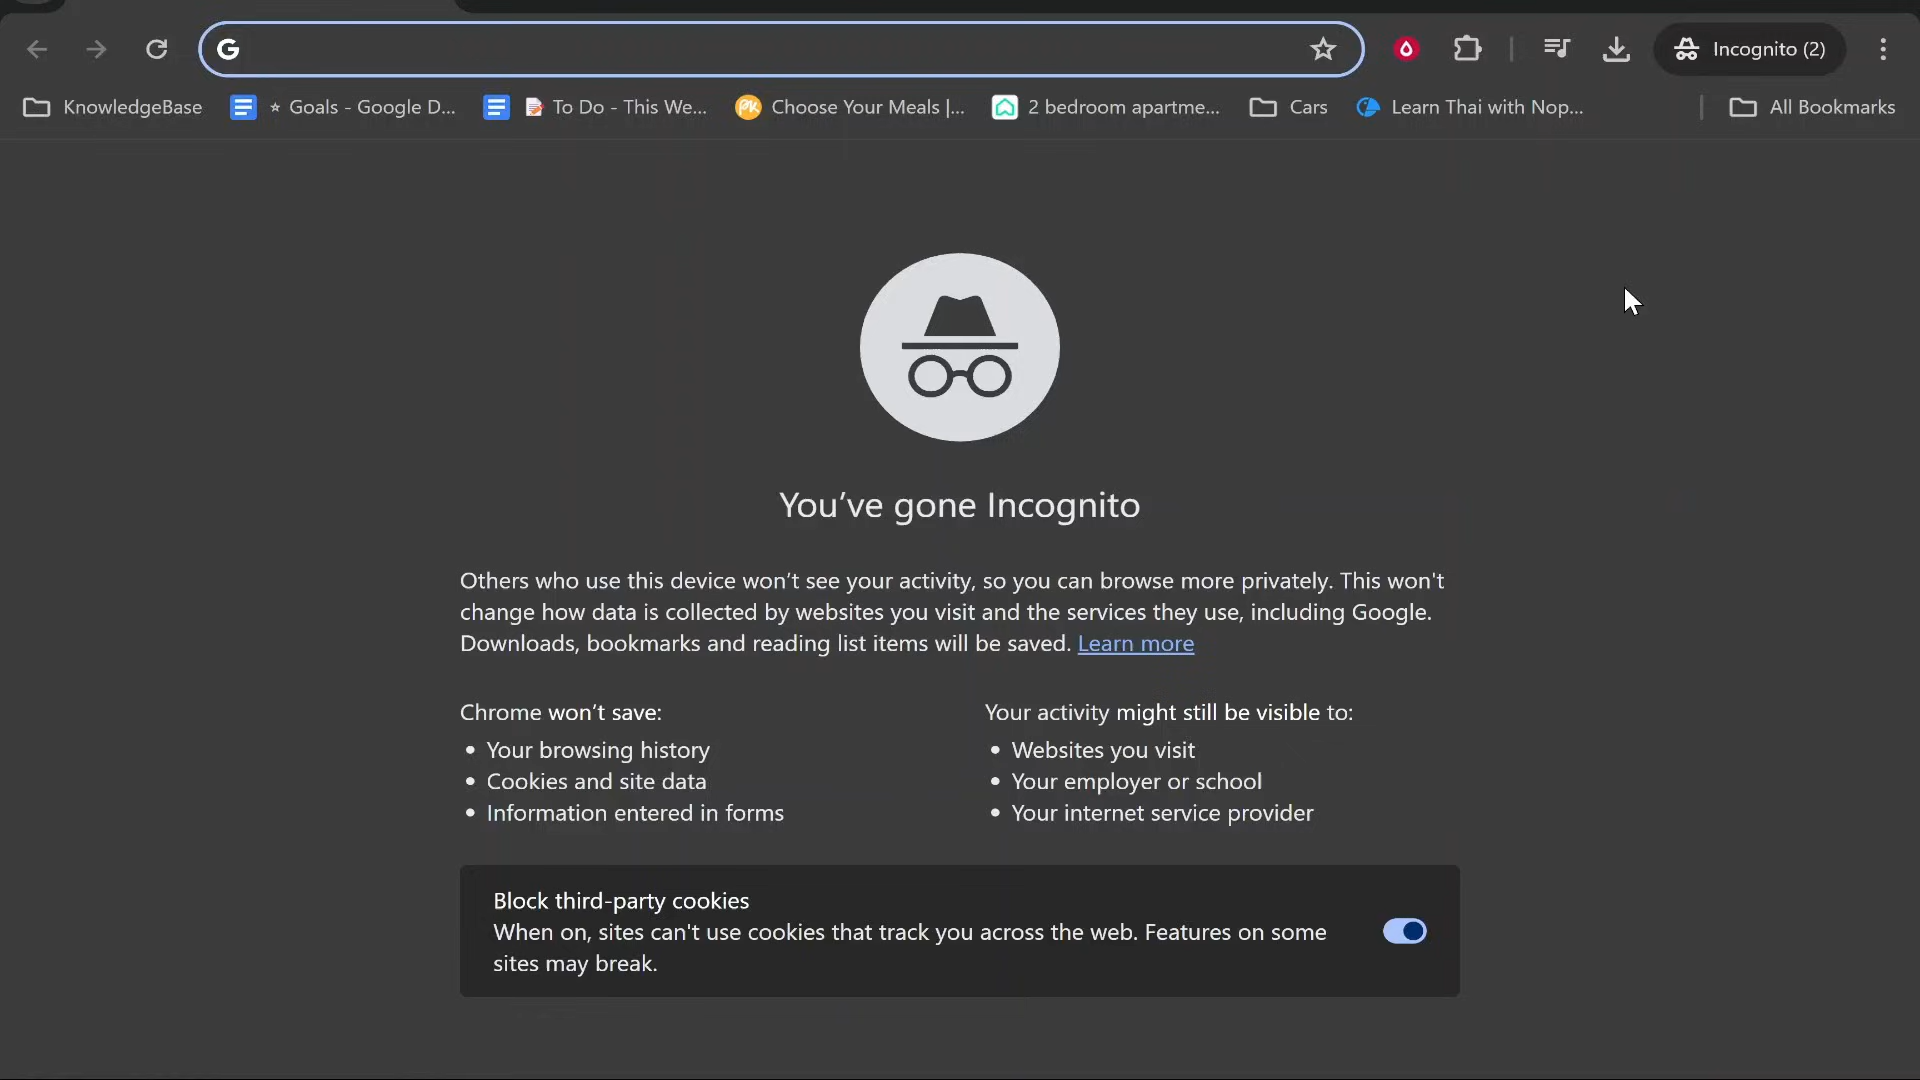 G
Incognito (2)
KnowledgeBase
⭑ Goals - Google D...
To Do - This We...
PK
Choose Your Meals |...
2 bedroom apartme...
Cars
Learn Thai with Nop...
All Bookmarks
You’ve gone Incognito
Others who use this device won’t see your activity, so you can browse more privately. This won't
change how data is collected by websites you visit and the services they use, including Google.
Downloads, bookmarks and reading list items will be saved. Learn more
Chrome won’t save:
• Your browsing history
• Cookies and site data
• Information entered in forms
Your activity might still be visible to:
• Websites you visit
• Your employer or school
• Your internet service provider
Block third-party cookies
When on, sites can't use cookies that track you across the web. Features on some
sites may break.